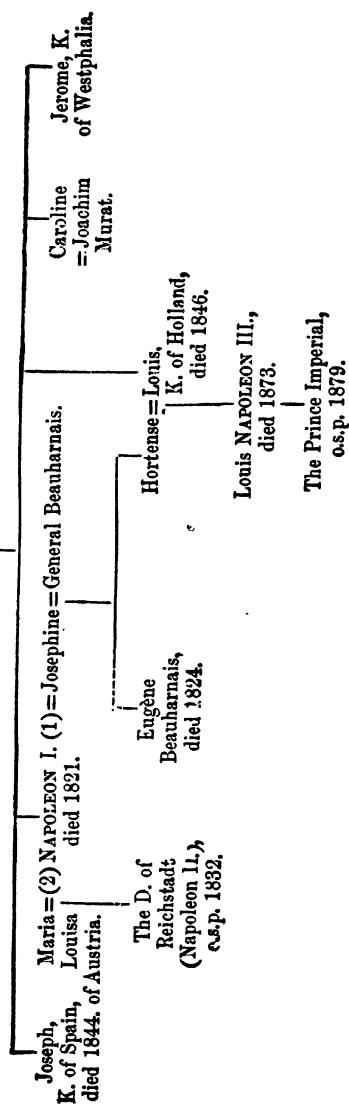 Joseph,
K. of Spain,
died 1844.
Maria=(2) NAPOLEON I. (1)=Josephine=General Beauharnais.
Louisa
of Austria.
died 1821.
Caroline
=Joachim
Murat.
Jerome, K.
of Westphalia.
The D. of
Reichstadt
(Napoleon II.),
o.s.p. 1832.
Eugène
Beauharnais,
died 1824.
Hortense=Louis,
K. of Holland,
died 1846.
Louis NAPOLEON III.,
died 1873.
The Prince Imperial,
o.s.p. 1879.